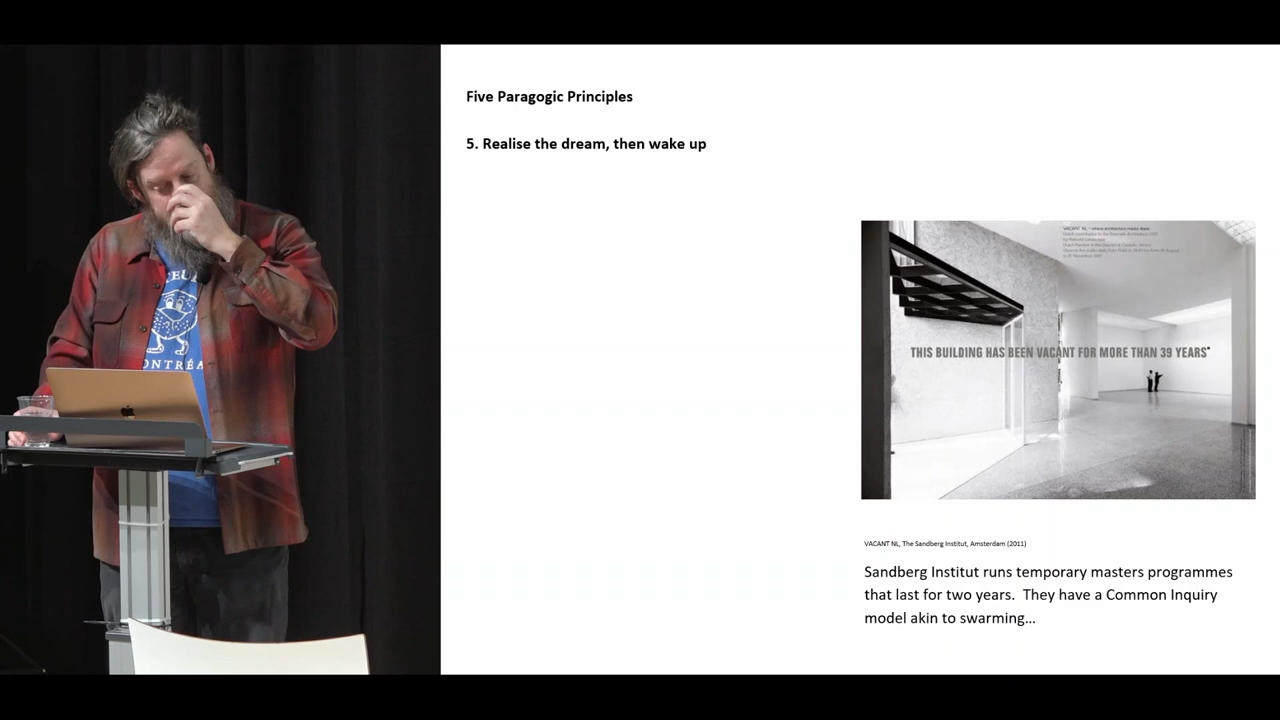 Five Paragogic Principles
5. Realise the dream, then wake up
THIS BUILDING HAS BEEN VACANT FOR MORE THAN 39 YEARS"
VACANT NL, The Sandberg Institut, Amsterdam (2011)
Sandberg Institut runs temporary masters programmes
that last for two years. They have a Common Inquiry
model akin to swarming...